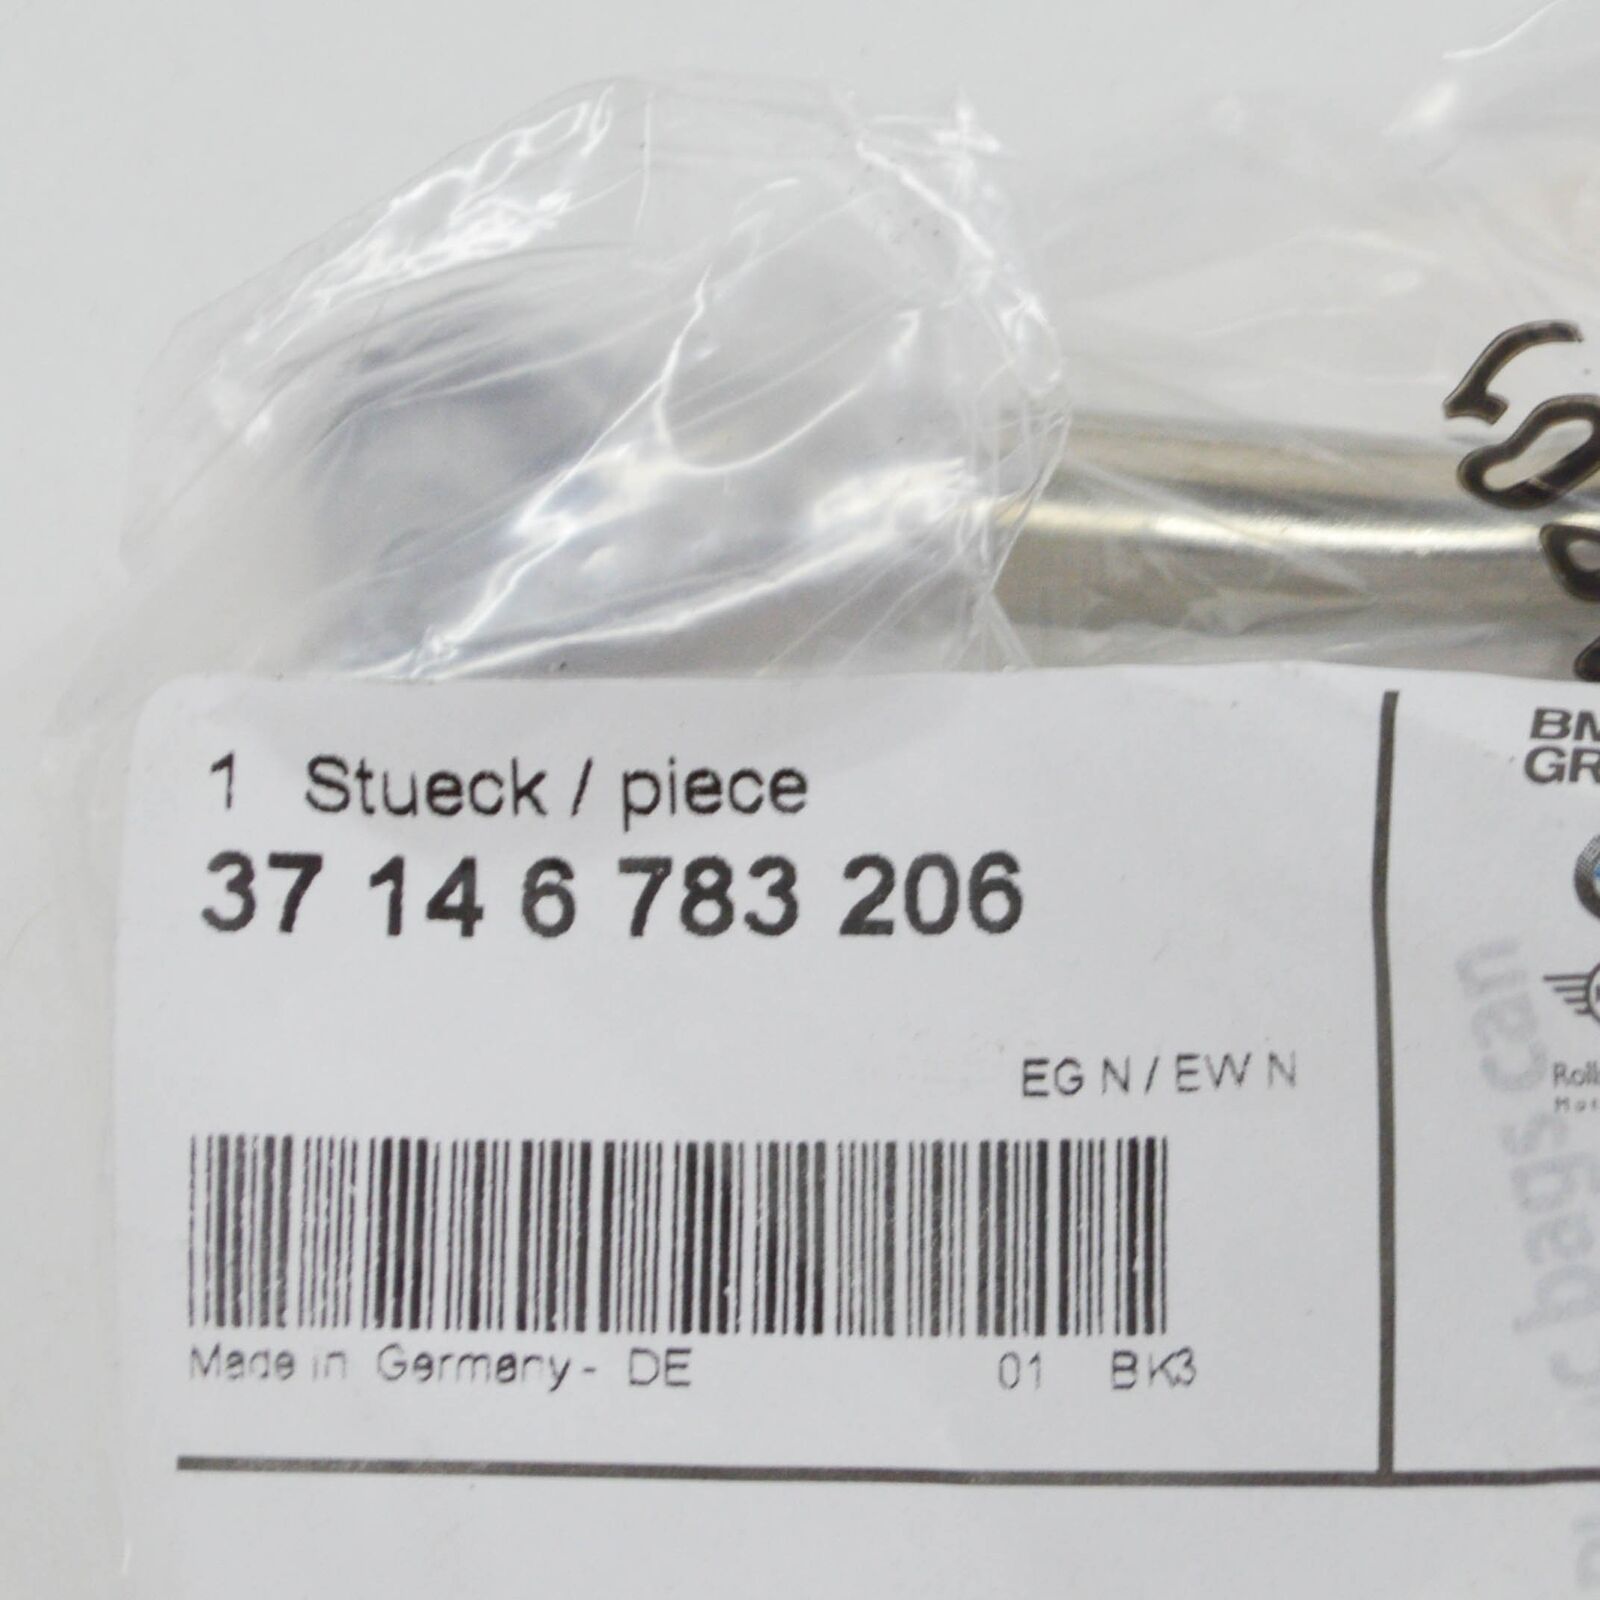 1 Stueck / piece
37 14 6 783 206
EG N / EW N
Made in Germany - DE 01 BK3